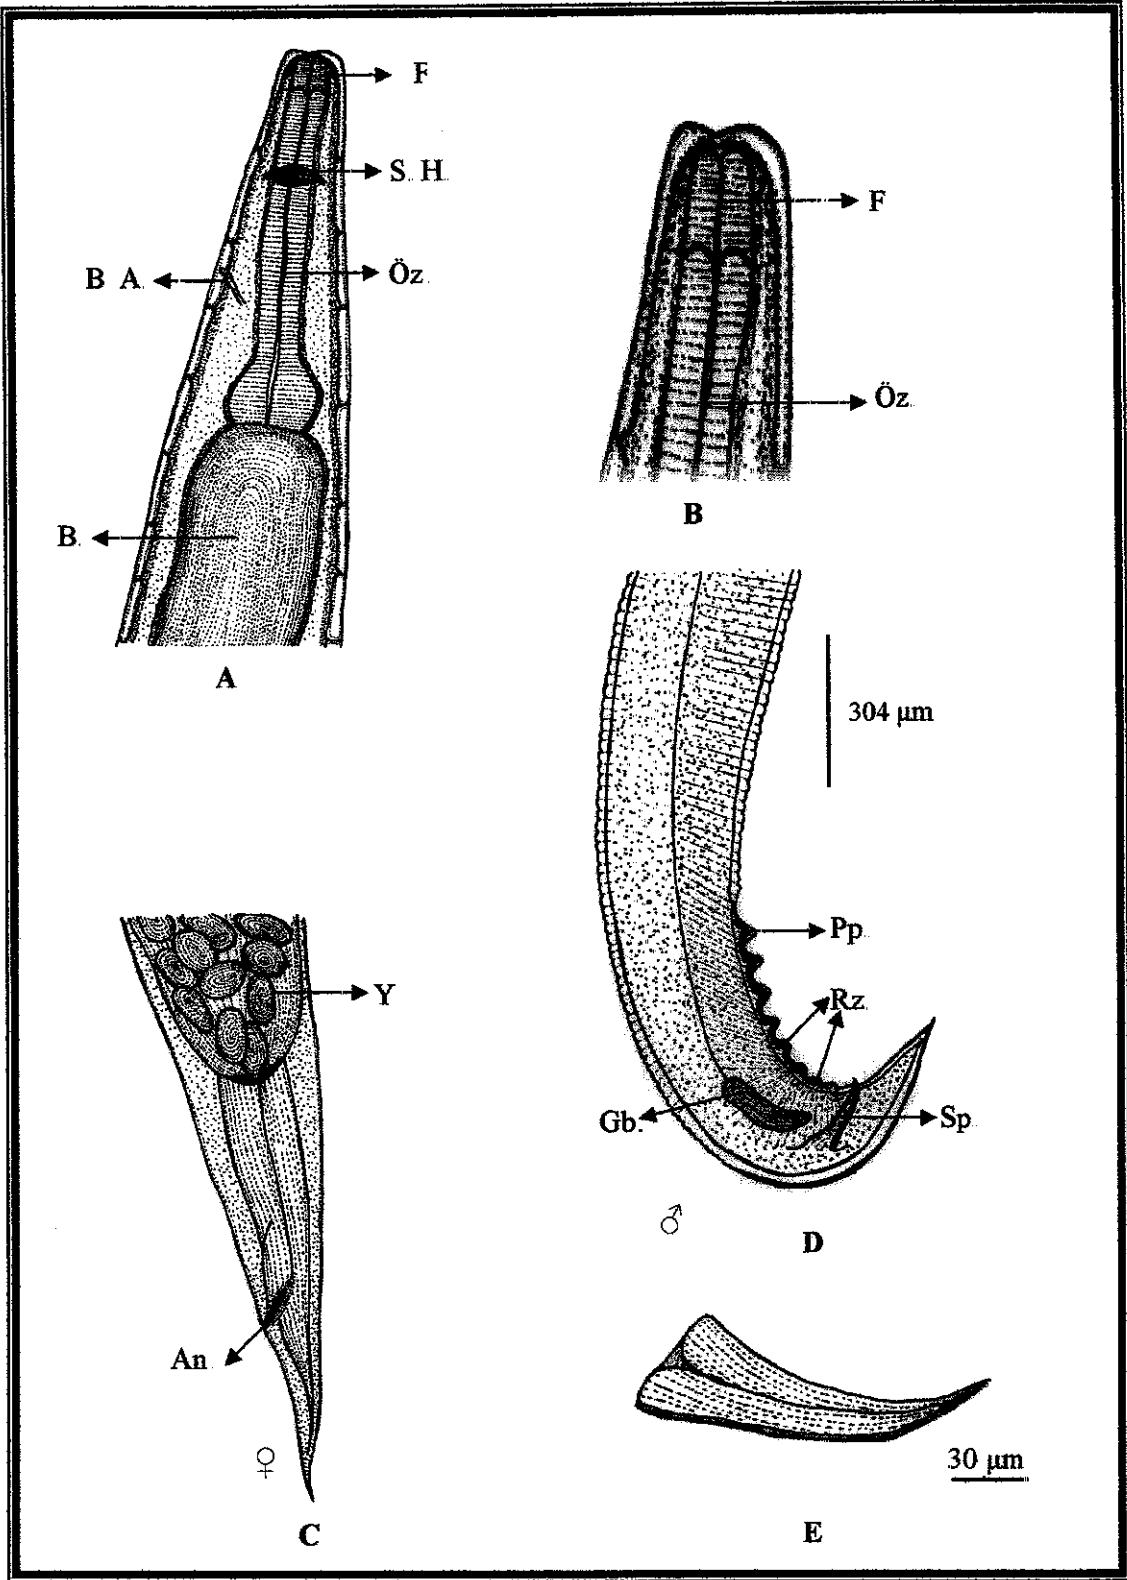 F
S. H.
B A.
Öz.
B.
A
F
Öz.
B
304 µm
Pp.
Rz.
Gb.
Sp
♂
D
Y
An
♀
C
30 µm
E